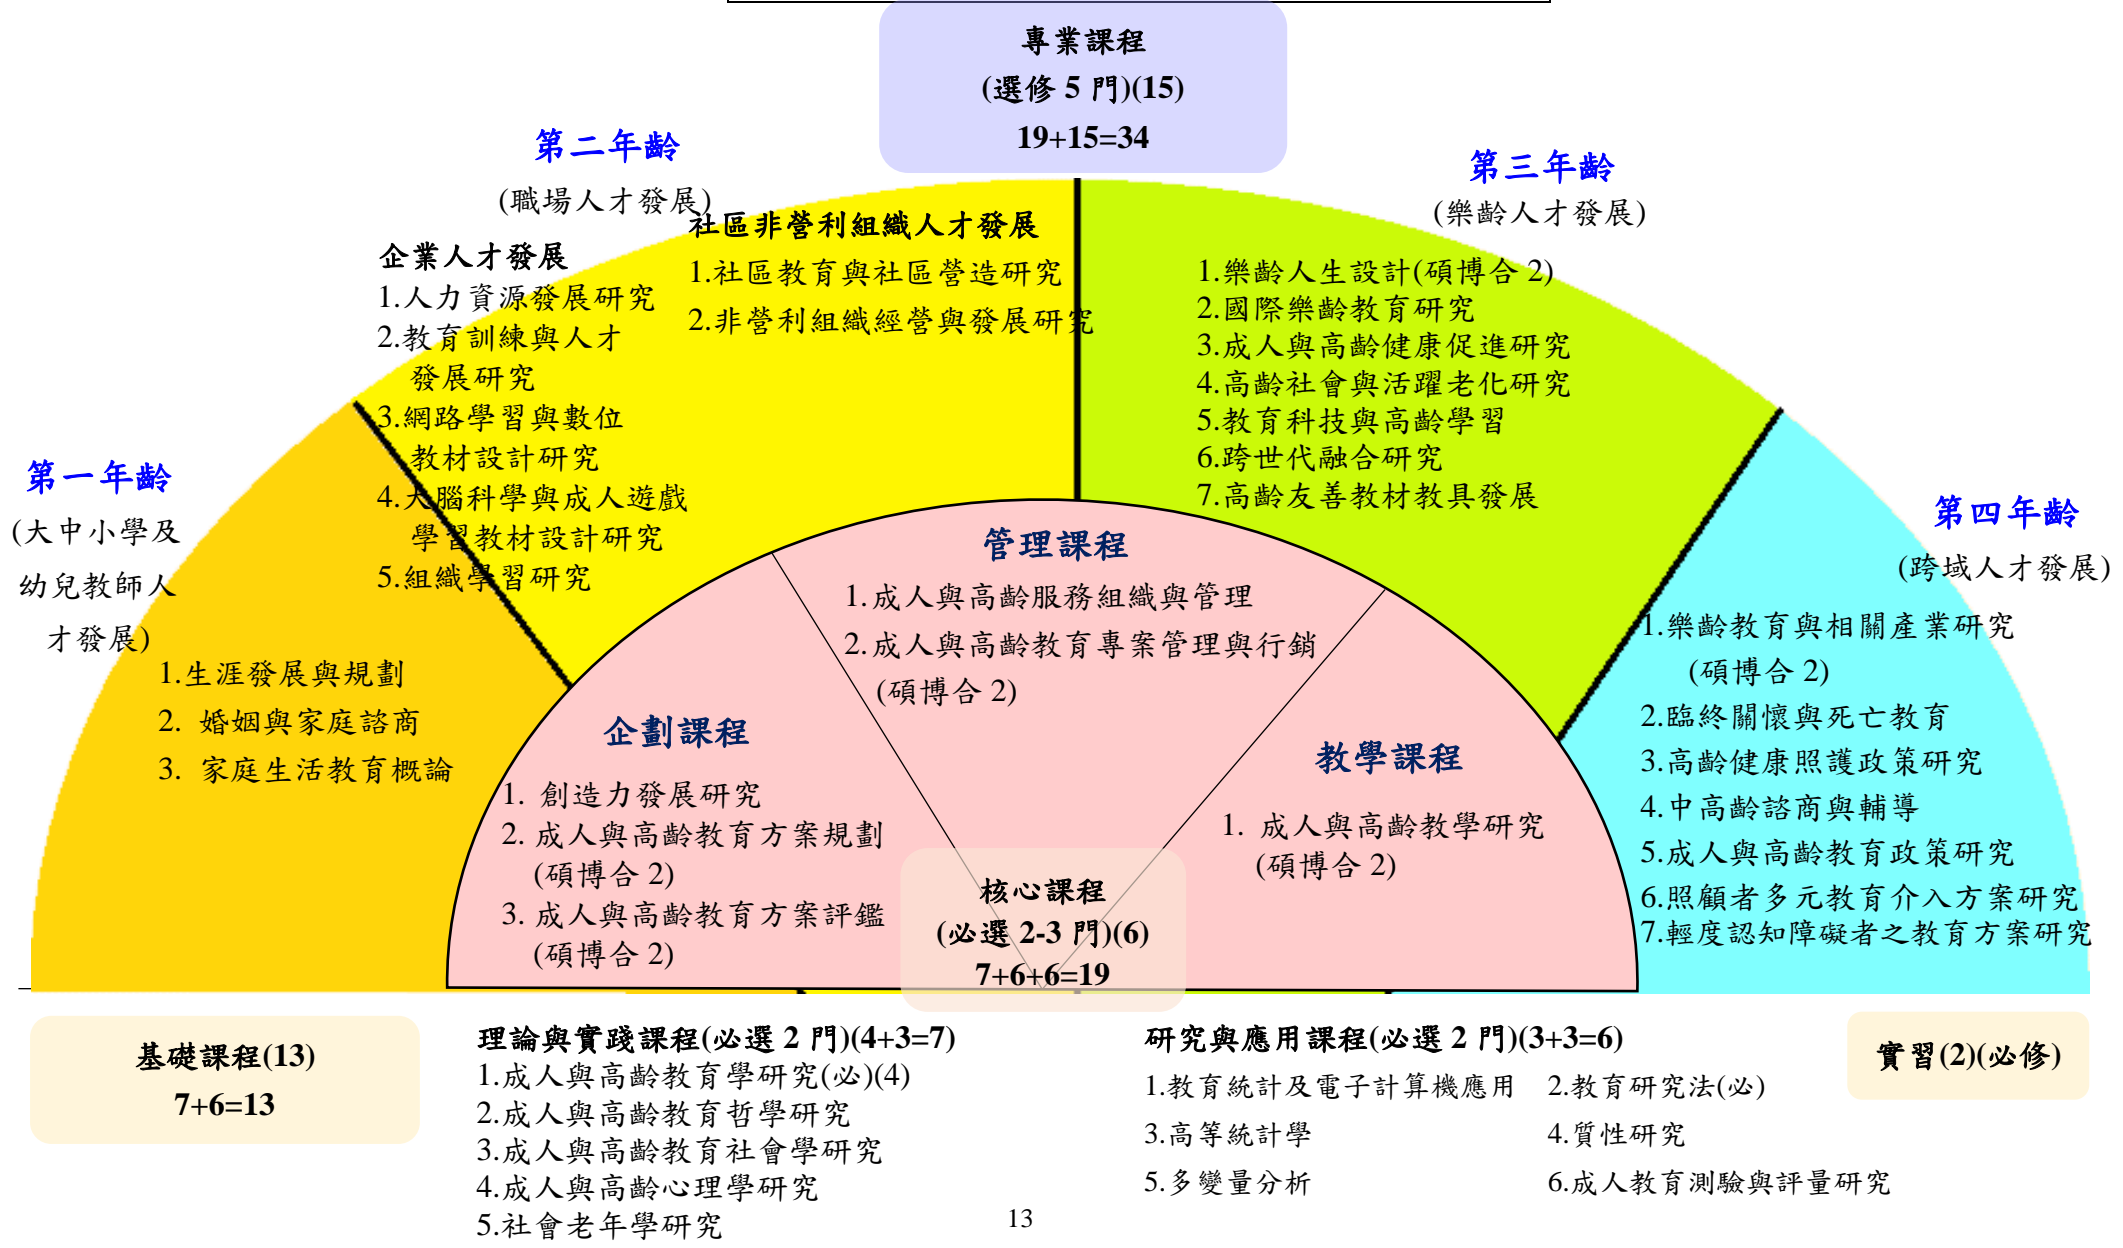 專業課程
(選修 5 門)(15)
19+15=34
第二年齡
(職場人才發展)
企業人才發展
1.人力資源發展研究
2.教育訓練與人才
發展研究
3.網路學習與數位
教材設計研究
4.大腦科學與成人遊戲
學習教材設計研究
5.組織學習研究
社區非營利組織人才發展
1.社區教育與社區營造研究
2.非營利組織經營與發展研究
第三年齡
(樂齡人才發展)
1.樂齡人生設計(碩博合 2)
2.國際樂齡教育研究
3.成人與高齡健康促進研究
4.高齡社會與活躍老化研究
5.教育科技與高齡學習
6.跨世代融合研究
7.高齡友善教材教具發展
第一年齡
(大中小學及
幼兒教師人
才發展)
1.生涯發展與規劃
2. 婚姻與家庭諮商
3. 家庭生活教育概論
第四年齡
(跨域人才發展)
1.樂齡教育與相關產業研究
(碩博合 2)
2.臨終關懷與死亡教育
3.高齡健康照護政策研究
4.中高齡諮商與輔導
5.成人與高齡教育政策研究
6.照顧者多元教育介入方案研究
7.輕度認知障礙者之教育方案研究
管理課程
1.成人與高齡服務組織與管理
2.成人與高齡教育專案管理與行銷
(碩博合 2)
企劃課程
1. 創造力發展研究
2. 成人與高齡教育方案規劃
(碩博合 2)
3. 成人與高齡教育方案評鑑
(碩博合 2)
教學課程
1. 成人與高齡教學研究
(碩博合 2)
核心課程
(必選 2-3 門)(6)
7+6+6=19
基礎課程(13)
7+6=13
理論與實踐課程(必選 2 門)(4+3=7)
1.成人與高齡教育學研究(必)(4)
2.成人與高齡教育哲學研究
3.成人與高齡教育社會學研究
4.成人與高齡心理學研究
5.社會老年學研究
研究與應用課程(必選 2 門)(3+3=6)
1.教育統計及電子計算機應用 2.教育研究法(必)
3.高等統計學 4.質性研究
5.多變量分析 6.成人教育測驗與評量研究
實習(2)(必修)
13